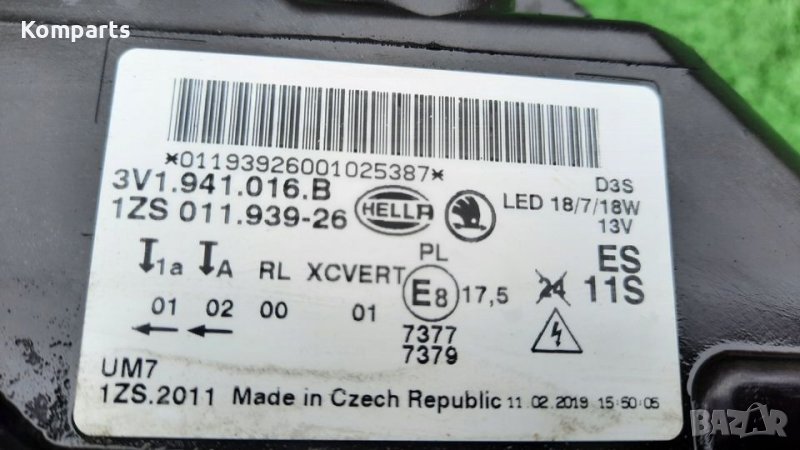 Komparts
*01193926001025387*
3V1.941.016.B
1ZS 011.939-26
HELLA
D3S
LED 18/7/18W
13V
1a A RL XCVERT
PL
E8 17,5
ES
24 11S
01 02 00 01
7377
7379
UM7
1ZS.2011 Made in Czech Republic 11.02.2019 15:50:05
BAZAR